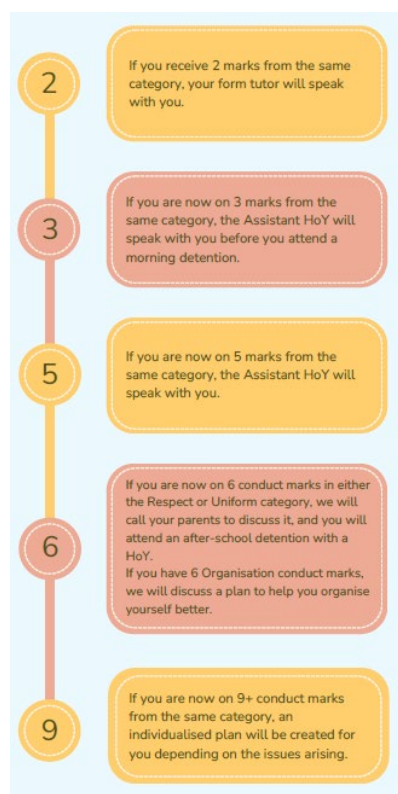 2
If you receive 2 marks from the same
category, your form tutor will speak
with you.
3
If you are now on 3 marks from the
same category, the Assistant HoY will
speak with you before you attend a
morning detention.
5
If you are now on 5 marks from the
same category, the Assistant HoY will
speak with you.
6
If you are now on 6 conduct marks in either
the Respect or Uniform category, we will
call your parents to discuss it, and you will
attend an after-school detention with a
HoY.
If you have 6 Organisation conduct marks,
we will discuss a plan to help you organise
yourself better.
9
If you are now on 9+ conduct marks
from the same category, an
individualised plan will be created for
you depending on the issues arising.